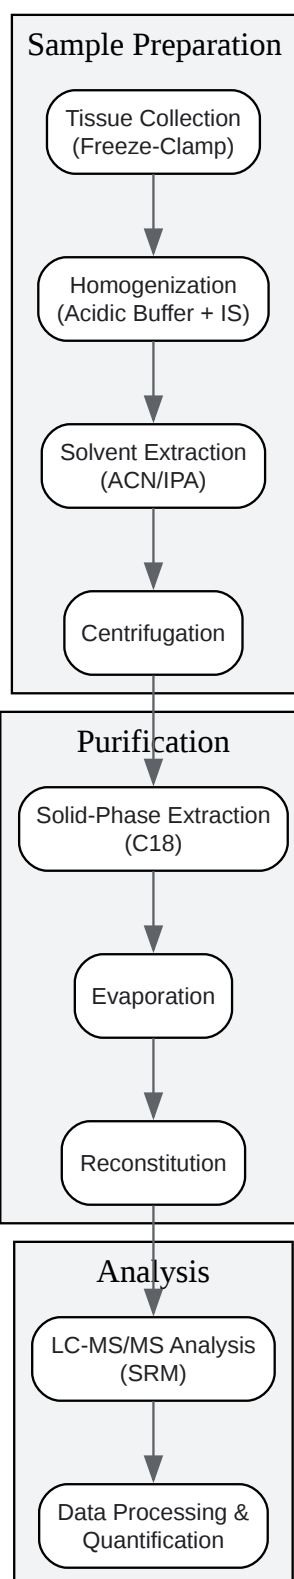 Sample Preparation
Tissue Collection
(Freeze-Clamp)
Homogenization
(Acidic Buffer + IS)
Solvent Extraction
(ACN/IPA)
Centrifugation
Purification
Solid-Phase Extraction
(C18)
Evaporation
Reconstitution
Analysis
LC-MS/MS Analysis
(SRM)
Data Processing &
Quantification